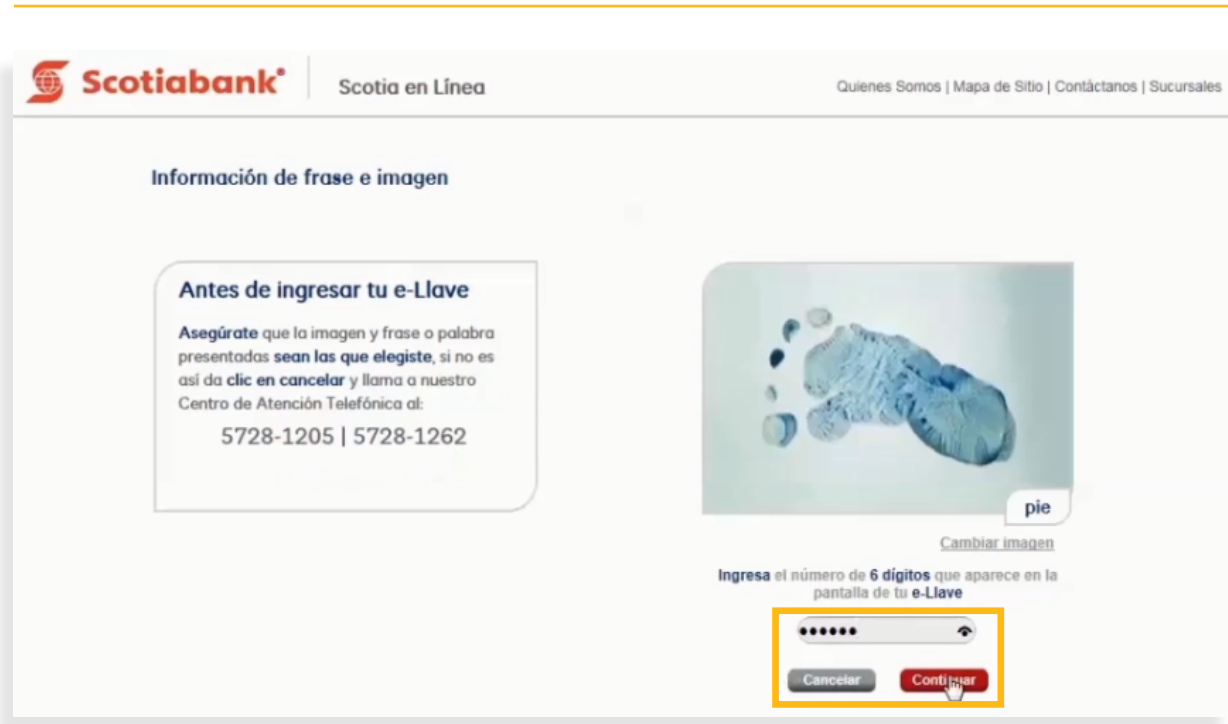 Scotiabank®
Scotia en Línea
Quienes Somos | Mapa de Sitio | Contáctanos | Sucursales
Información de frase e imagen
Antes de ingresar tu e-Llave
Asegúrate que la imagen y frase o palabra
presentadas sean las que elegiste, si no es
así da clic en cancelar y llama a nuestro
Centro de Atención Telefónica al:
5728-1205 | 5728-1262
pie
Cambiar imagen
Ingresa el número de 6 dígitos que aparece en la
pantalla de tu e-Llave
••••••
Cancelar
Continuar